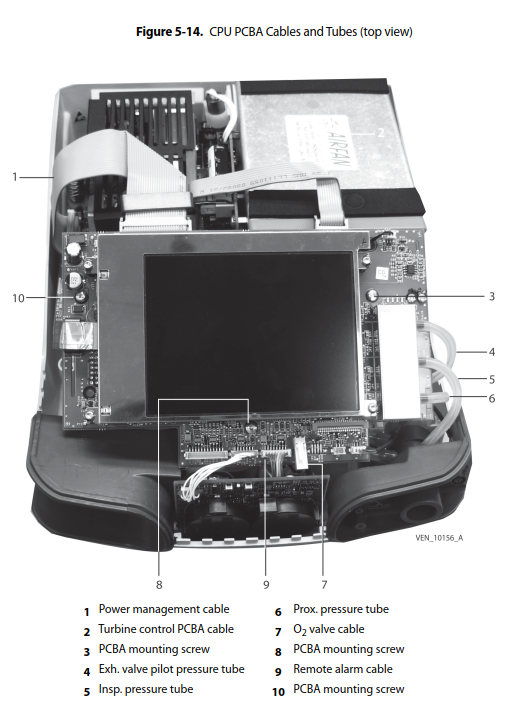 Figure 5-14. CPU PCBA Cables and Tubes (top view)
2
AIRFAN
1
10
3
4
5
6
VEN_10156_A
8
9
7
1 Power management cable
2 Turbine control PCBA cable
3 PCBA mounting screw
4 Exh. valve pilot pressure tube
5 Insp. pressure tube
6 Prox. pressure tube
7 O₂ valve cable
8 PCBA mounting screw
9 Remote alarm cable
10 PCBA mounting screw